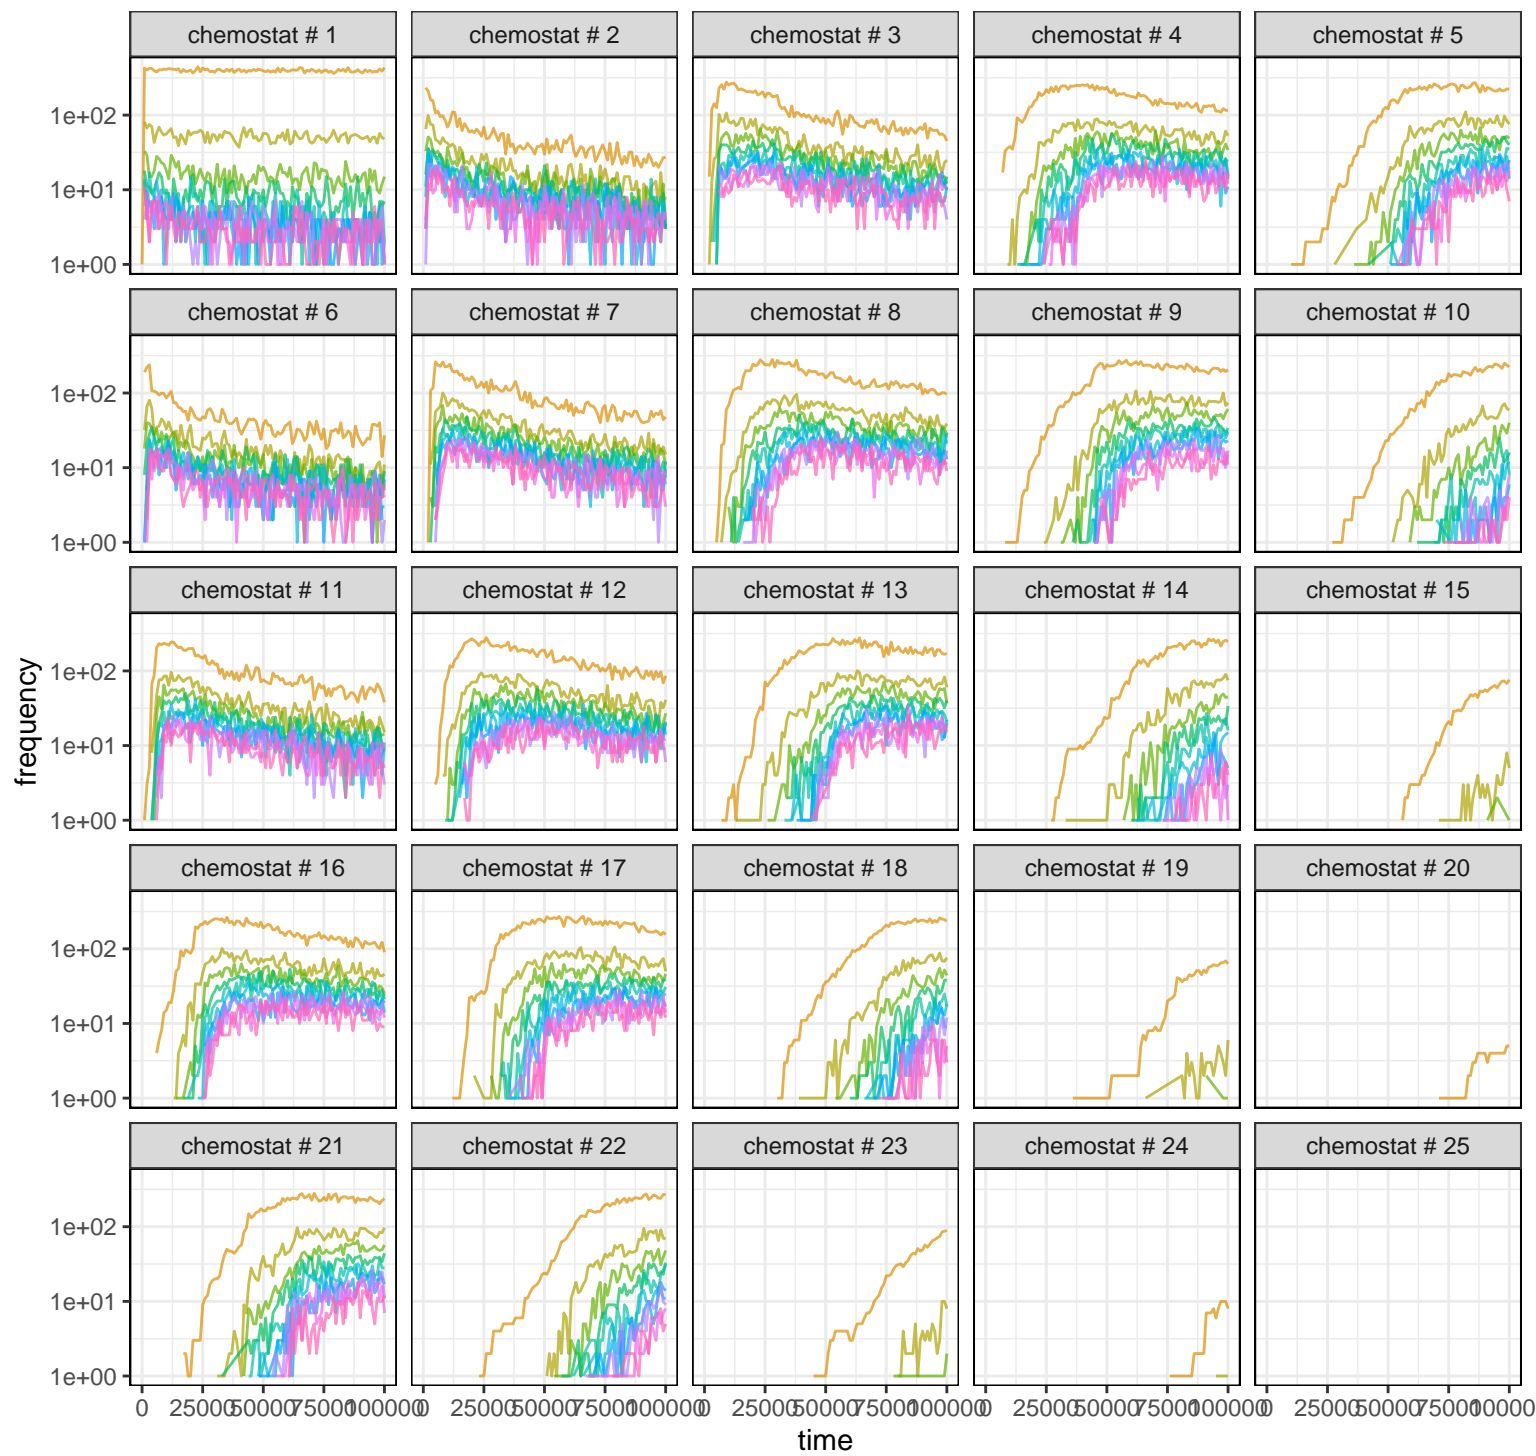 chemostat # 1
chemostat # 2
chemostat # 3
chemostat # 4
chemostat # 5
1e+02
1e+01
1e+00
chemostat # 6
chemostat # 7
chemostat # 8
chemostat # 9
chemostat # 10
1e+02
1e+01
1e+00
chemostat # 11
chemostat # 12
chemostat # 13
chemostat # 14
chemostat # 15
frequency
1e+02
1e+01
1e+00
chemostat # 16
chemostat # 17
chemostat # 18
chemostat # 19
chemostat # 20
1e+02
1e+01
1e+00
chemostat # 21
chemostat # 22
chemostat # 23
chemostat # 24
chemostat # 25
1e+02
1e+01
1e+00
0 25000 50000 75000 100000
0 25000 50000 75000 100000
0 25000 50000 75000 100000
0 25000 50000 75000 100000
0 25000 50000 75000 100000
time